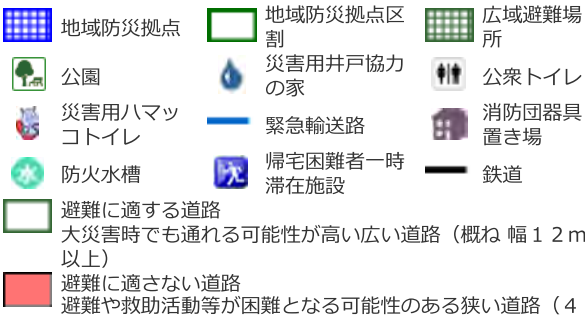 地域防災拠点
地域防災拠点区
割
広域避難場
所
公園
災害用井戸協力
の家
公衆トイレ
災害用ハマッ
コトイレ
緊急輸送路
消防団器具
置き場
水
防火水槽
帰宅困難者一時
滞在施設
鉄道
避難に適する道路
大災害時でも通れる可能性が高い広い道路（概ね 幅１２ｍ
以上）
避難に適さない道路
避難や救助活動等が困難となる可能性のある狭い道路（４